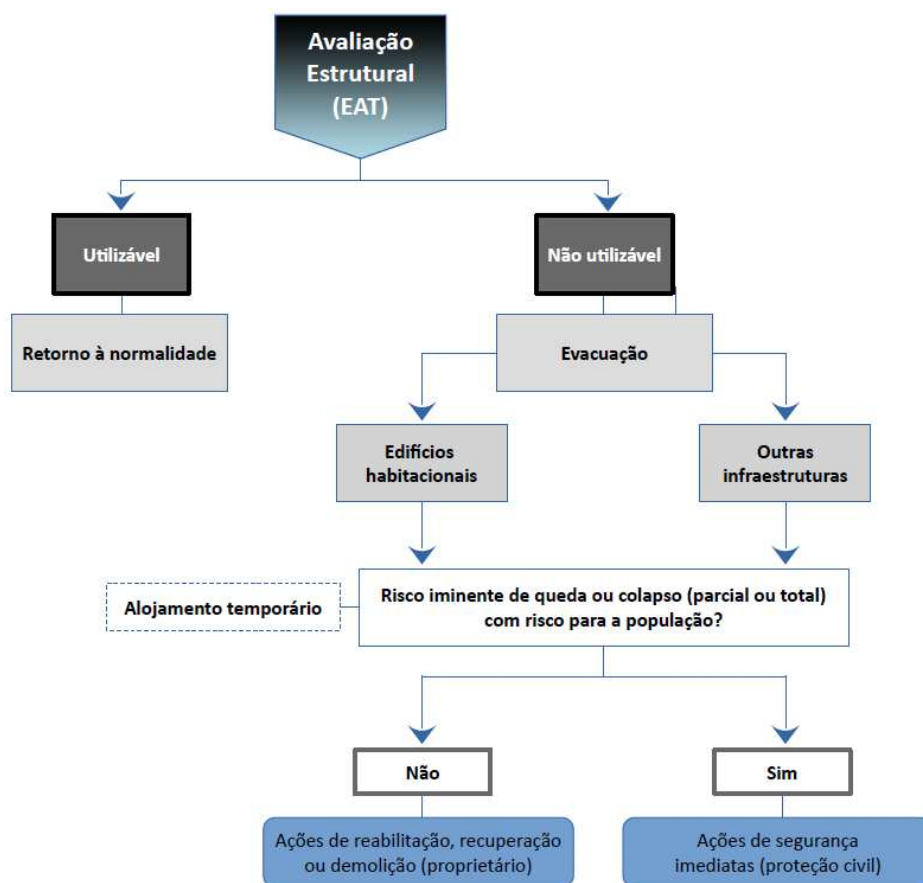 Avaliação
Estrutural
(EAT)
Utilizável
Não utilizável
Retorno à normalidade
Evacuação
Edifícios
habitacionais
Outras
infraestruturas
Alojamento temporário
Risco iminente de queda ou colapso (parcial ou total)
com risco para a população?
Não
Sim
Ações de reabilitação, recuperação
ou demolição (proprietário)
Ações de segurança
imediatas (proteção civil)